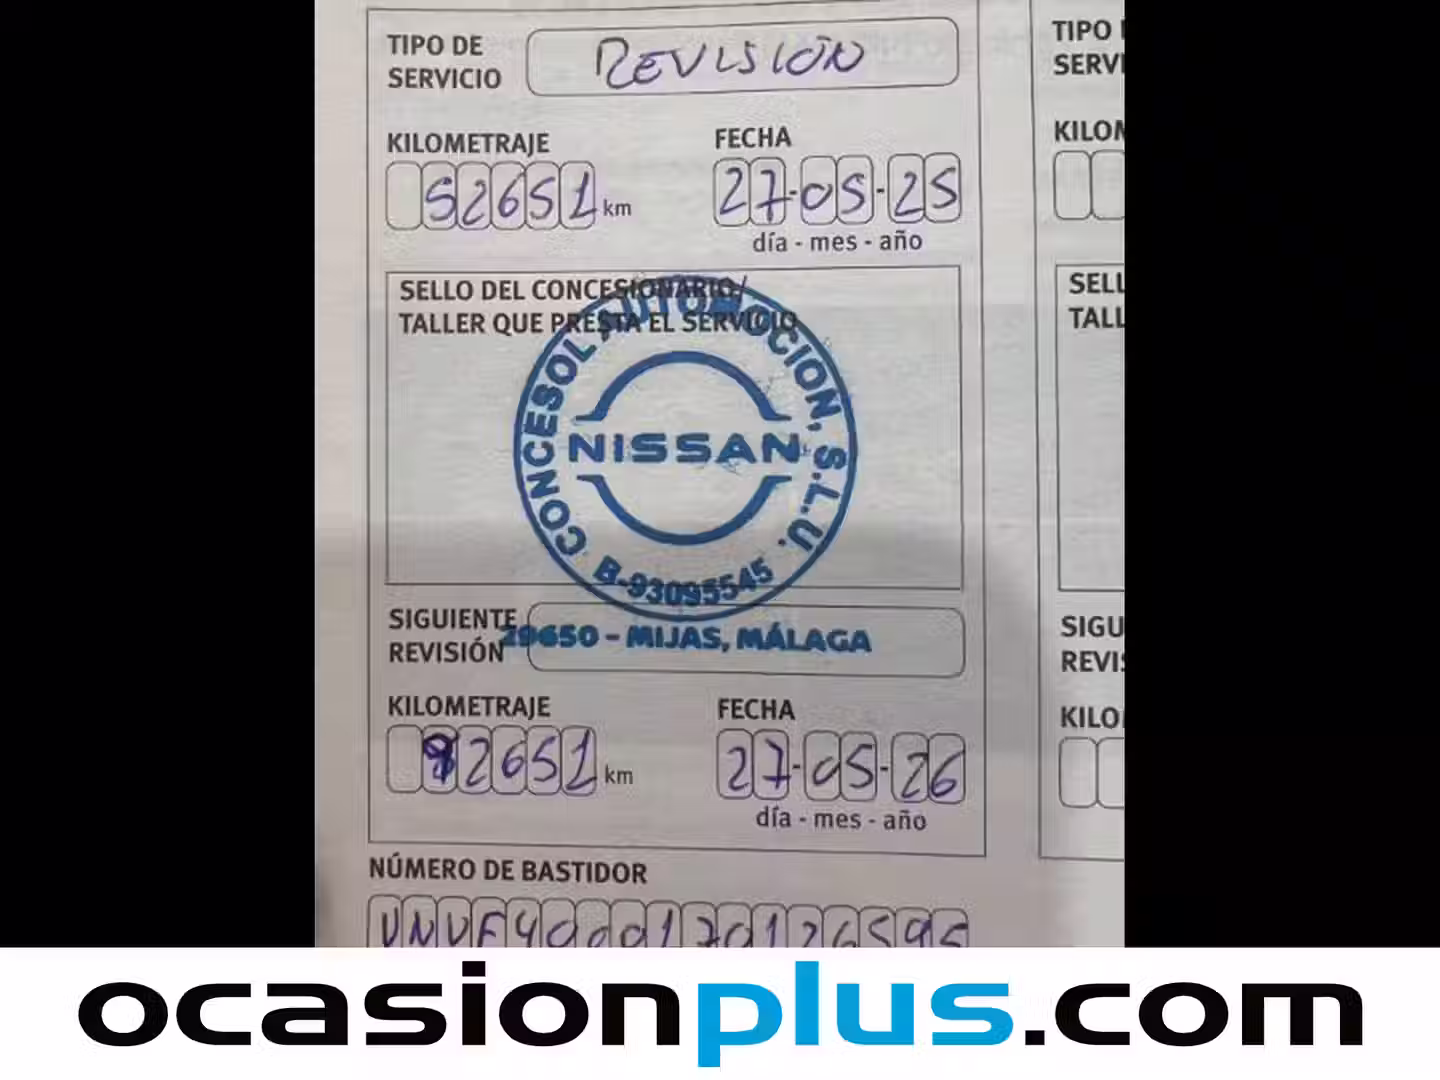 TIPO DE
SERVICIO
REVISIÓN
KILOMETRAJE
52651 km
FECHA
27-05-25
día - mes - año
SELLO DEL CONCESIONARIO/
TALLER QUE PRESTA EL SERVICIO
CONCESOL AUTOMOCION, S.L.U.
NISSAN
B-93095545
29650 - MIJAS, MÁLAGA
SIGUIENTE
REVISIÓN
KILOMETRAJE
82651 km
FECHA
27-05-26
día - mes - año
NÚMERO DE BASTIDOR
TIPO
SERVI
KILOM
SELL
TALL
SIGU
REVIS
KILO
ocasionplus.com